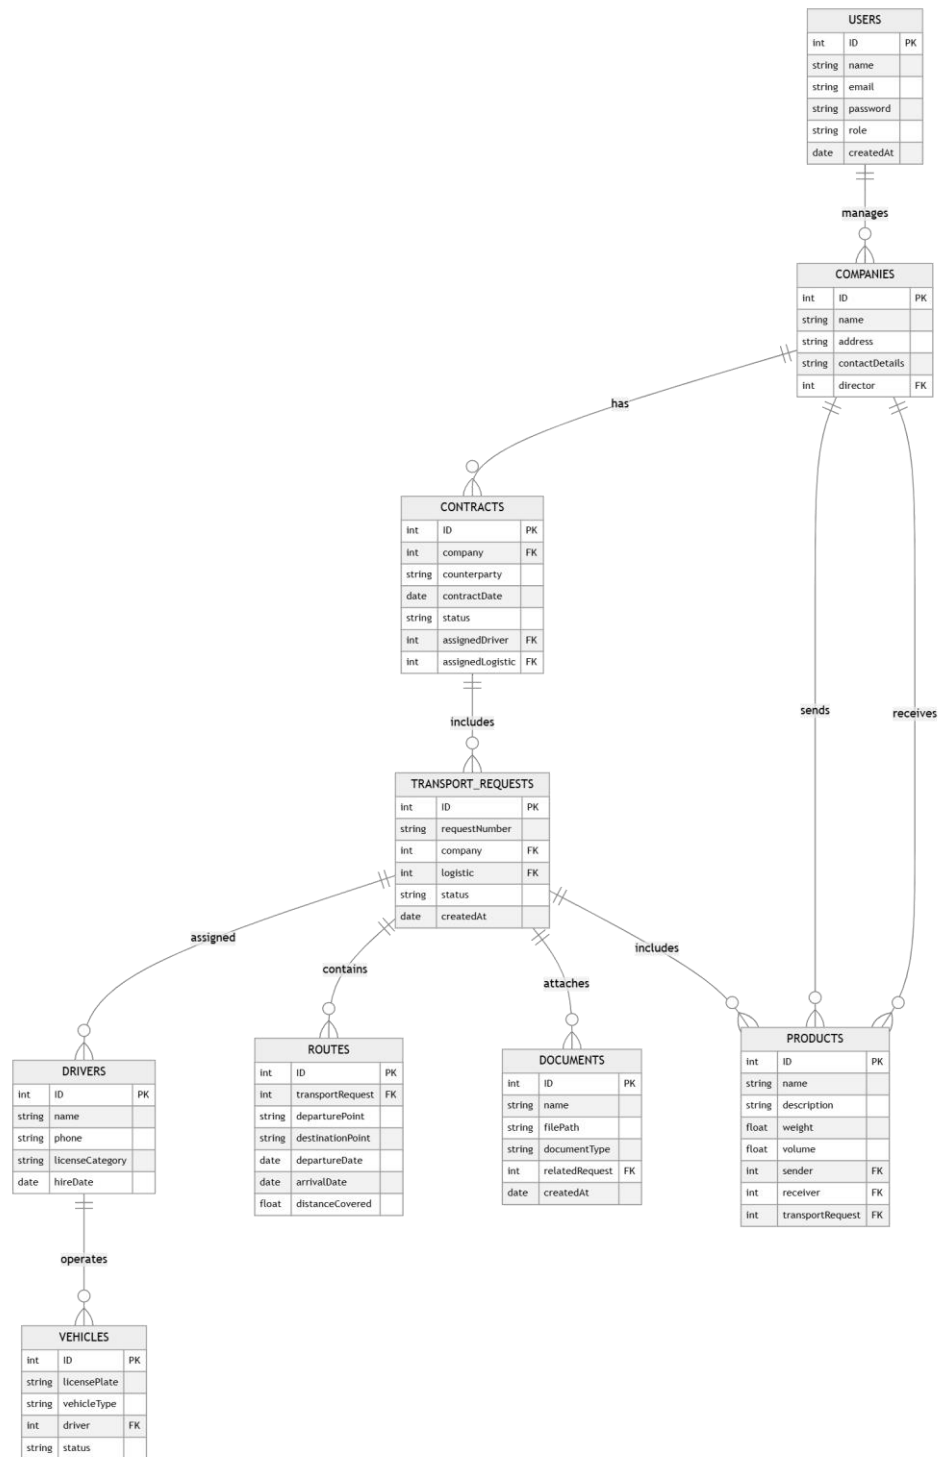 USERS
int ID PK
string name
string email
string password
string role
date createdAt
manages
COMPANIES
int ID PK
string name
string address
string contactDetails
int director FK
has
CONTRACTS
int ID PK
int company FK
string counterparty
date contractDate
string status
int assignedDriver FK
int assignedLogistic FK
sends
receives
includes
TRANSPORT_REQUESTS
int ID PK
string requestNumber
int company FK
int logistic FK
string status
date createdAt
assigned
contains
attaches
includes
DRIVERS
int ID PK
string name
string phone
string licenseCategory
date hireDate
ROUTES
int ID PK
int transportRequest FK
string departurePoint
string destinationPoint
date departureDate
date arrivalDate
float distanceCovered
DOCUMENTS
int ID PK
string name
string filePath
string documentType
int relatedRequest FK
date createdAt
PRODUCTS
int ID PK
string name
string description
float weight
float volume
int sender FK
int receiver FK
int transportRequest FK
operates
VEHICLES
int ID PK
string licensePlate
string vehicleType
int driver FK
string status